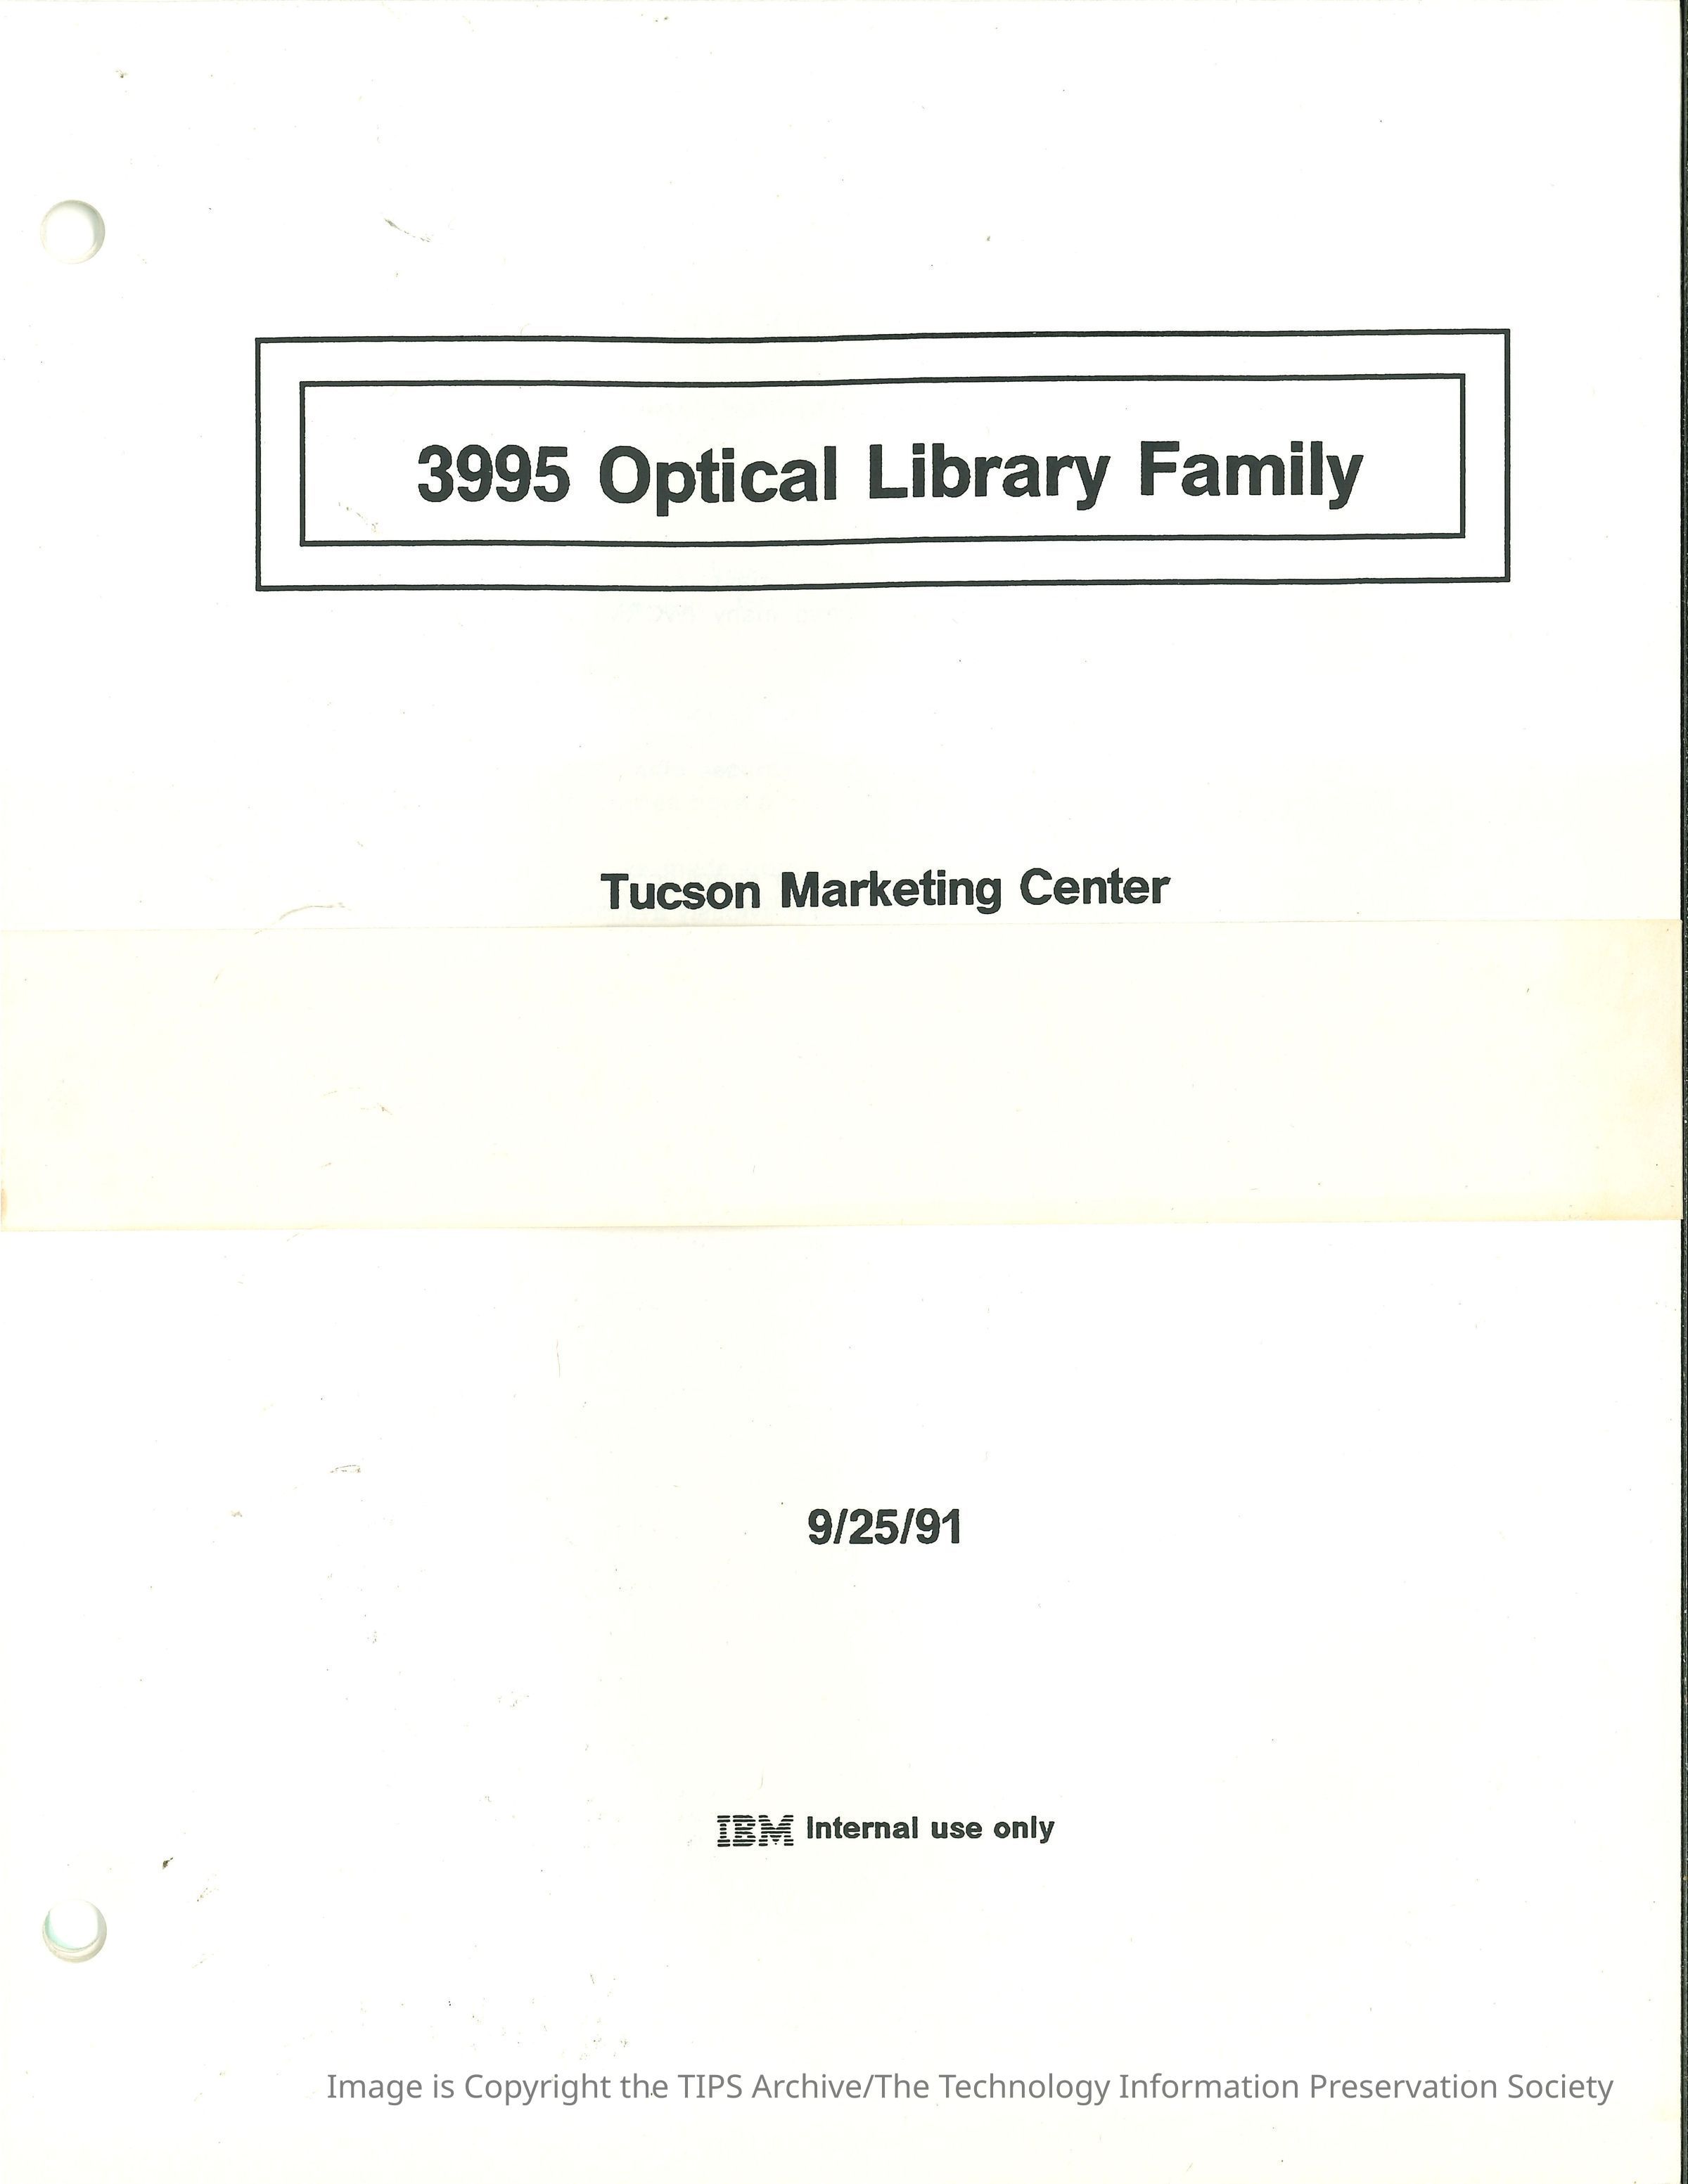 3995 Optical Library Family
Tucson Marketing Center
9/25/91
IBM Internal use only
Image is Copyright the TIPS Archive/The Technology Information Preservation Society